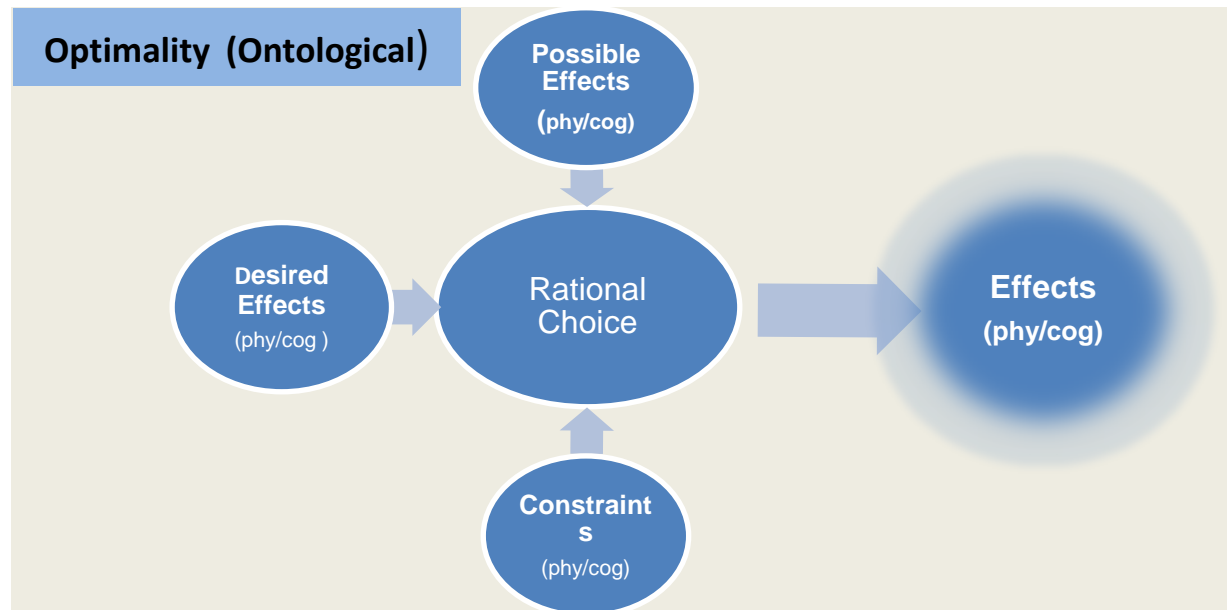 Optimality (Ontological)
Possible
Effects
(phy/cog)
Desired
Effects
(phy/cog )
Rational
Choice
Effects
(phy/cog)
Constraint
s
(phy/cog)